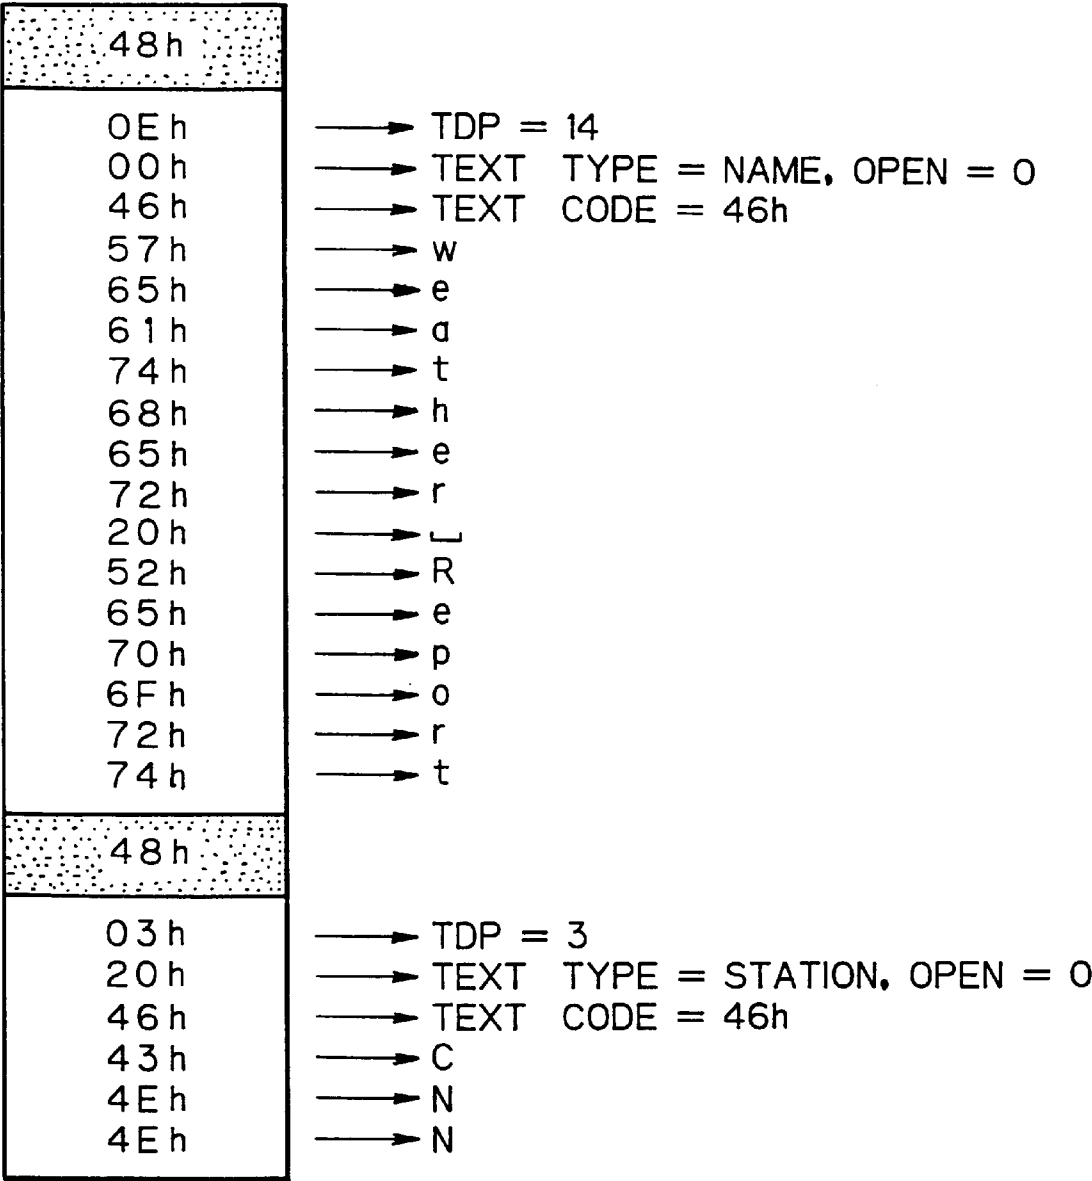 48h
0Eh → TDP = 14
00h → TEXT TYPE = NAME, OPEN = 0
46h → TEXT CODE = 46h
57h → w
65h → e
61h → a
74h → t
68h → h
65h → e
72h → r
20h → ⎵
52h → R
65h → e
70h → p
6Fh → o
72h → r
74h → t
48h
03h → TDP = 3
20h → TEXT TYPE = STATION, OPEN = 0
46h → TEXT CODE = 46h
43h → C
4Eh → N
4Eh → N